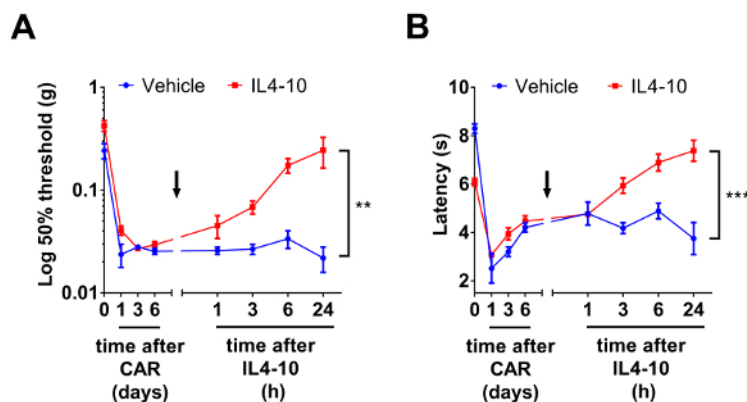 A
Vehicle IL4-10
Log 50% threshold (g)
1
0.1
0.01
**
0 1 3 6 1 3 6 24
time after
CAR
(days)
time after
IL4-10
(h)
B
Vehicle IL4-10
Latency (s)
10
8
6
4
2
***
0 1 3 6 1 3 6 24
time after
CAR
(days)
time after
IL4-10
(h)